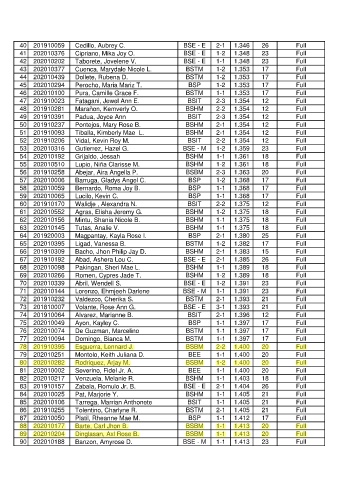 40 201910059 Cedillo, Aubrey C. BSE - E 2-1 1.346 26 Full
41 202010376 Cipriano, Mika Joy O. BSE - E 1-2 1.348 23 Full
42 202010202 Taborete, Jovelene V. BSE - E 1-1 1.348 23 Full
43 202010377 Cuenca, Marydale Nicole L. BSTM 1-2 1.353 17 Full
44 202010439 Dollete, Rubena D. BSTM 1-2 1.353 17 Full
45 202010294 Perocho, Maria Mariz T. BSP 1-2 1.353 17 Full
46 202010100 Pura, Camille Grace F. BSTM 1-1 1.353 17 Full
47 201910023 Fatagani, Jewel Ann E. BSIT 2-3 1.354 12 Full
48 201910281 Marañon, Kemverly O. BSHM 2-2 1.354 12 Full
49 201910391 Padua, Joyce Ann BSIT 2-3 1.354 12 Full
50 201910237 Pontejos, Mary Rose B. BSHM 2-1 1.354 12 Full
51 201910093 Tiballa, Kimberly Mae L. BSHM 2-1 1.354 12 Full
52 201910206 Vidal, Kevin Roy M. BSIT 2-2 1.354 12 Full
53 202010316 Gutierrez, Hazel G. BSE - M 1-2 1.359 23 Full
54 202010192 Grijaldo, Jessah BSHM 1-1 1.361 18 Full
55 202010510 Lupio, Niña Clarisse M. BSHM 1-2 1.361 18 Full
56 201910258 Abejar, Aira Angella P. BSBM 2-3 1.363 20 Full
57 202010006 Barruga, Gladys Angel C. BSP 1-2 1.368 17 Full
58 202010059 Bernardo, Roma Joy B. BSP 1-1 1.368 17 Full
59 202010065 Lucilo, Kevin C. BSP 1-1 1.368 17 Full
60 201910170 Walidje , Alexandria N. BSIT 2-2 1.375 12 Full
61 202010552 Agras, Elisha Jeremy G. BSHM 1-2 1.375 18 Full
62 202010156 Mintu, Shania Nicole B. BSHM 1-1 1.375 18 Full
63 202010145 Tutas, Analie V. BSHM 1-1 1.375 18 Full
64 201920003 Magpantay, Kayla Rose I. BSP 2-1 1.380 25 Full
65 202010395 Ligad, Vanessa B. BSTM 1-2 1.382 17 Full
66 201910309 Bacho, Jhon Philip Jay D. BSHM 2-1 1.383 15 Full
67 201910192 Abad, Ashera Lou C. BSE - E 2-1 1.385 26 Full
68 202010098 Pakingan, Sheri Mae L. BSHM 1-1 1.389 18 Full
69 202010266 Romen, Cypres Jade T. BSHM 1-2 1.389 18 Full
70 202010339 Abril, Wendell S. BSE - E 1-2 1.391 23 Full
71 202010144 Lorenzo, Elmijeeh Darlene BSE - M 1-1 1.391 23 Full
72 201910232 Valdezco, Cherika S. BSTM 2-1 1.393 21 Full
73 201810007 Volante, Rose Ann G. BSE - E 3-1 1.393 21 Full
74 201910064 Alvarez, Marianne B. BSIT 2-1 1.396 12 Full
75 202010049 Ayon, Kayley C. BSP 1-1 1.397 17 Full
76 202010074 De Guzman, Marcelino BSTM 1-1 1.397 17 Full
77 202010094 Domingo, Bianca M. BSTM 1-1 1.397 17 Full
78 201910395 Esguerra, Leonard J. BSBM 2-2 1.400 20 Full
79 202010251 Montolo, Keith Juliana D. BEE 1-1 1.400 20 Full
80 202010282 Rodriquez, Arjay M. BSBM 1-2 1.400 20 Full
81 202010002 Severino, Fidel Jr. A. BEE 1-1 1.400 20 Full
82 202010217 Venzuela, Melanie R. BSHM 1-1 1.403 18 Full
83 201910157 Zabala, Romulo Jr. B. BSE - E 2-1 1.404 26 Full
84 202010025 Pat, Marjorie Y. BSHM 1-1 1.405 21 Full
85 202010106 Tarrega, Marrian Anthonete BSIT 1-1 1.405 21 Full
86 201910255 Tolentino, Charlyne R. BSTM 2-1 1.405 21 Full
87 202010050 Platil, Rheanne Mae M. BSP 1-1 1.412 17 Full
88 202010177 Barte, Carl Jhon B. BSBM 1-1 1.413 20 Full
89 202010204 Dinglasan, Axl Rose B. BSBM 1-1 1.413 20 Full
90 202010188 Banzon, Amyrose D. BSE - M 1-1 1.413 23 Full